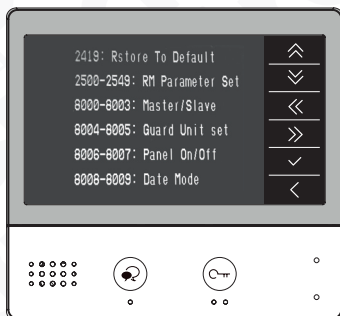 2419: Rstore To Default
2500-2549: RM Parameter Set
8000-8003: Master/Slave
8004-8005: Guard Unit set
8006-8007: Panel On/Off
8008-8009: Date Mode